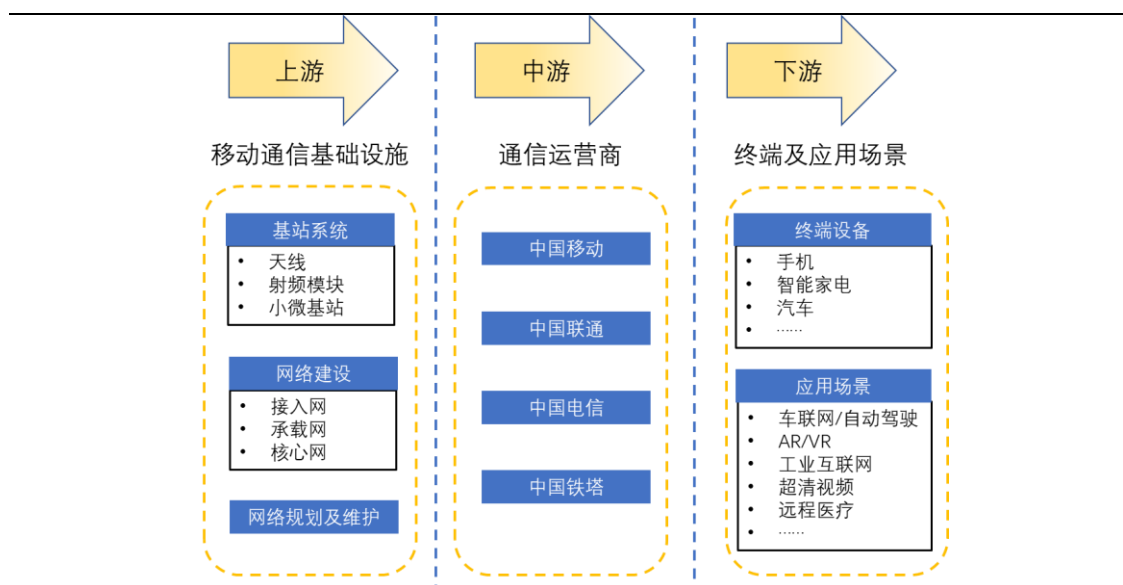 上游
移动通信基础设施
基站系统
• 天线
• 射频模块
• 小微基站
网络建设
• 接入网
• 承载网
• 核心网
网络规划及维护
中游
通信运营商
中国移动
中国联通
中国电信
中国铁塔
下游
终端及应用场景
终端设备
• 手机
• 智能家电
• 汽车
• ……
应用场景
• 车联网/自动驾驶
• AR/VR
• 工业互联网
• 超清视频
• 远程医疗
• ……